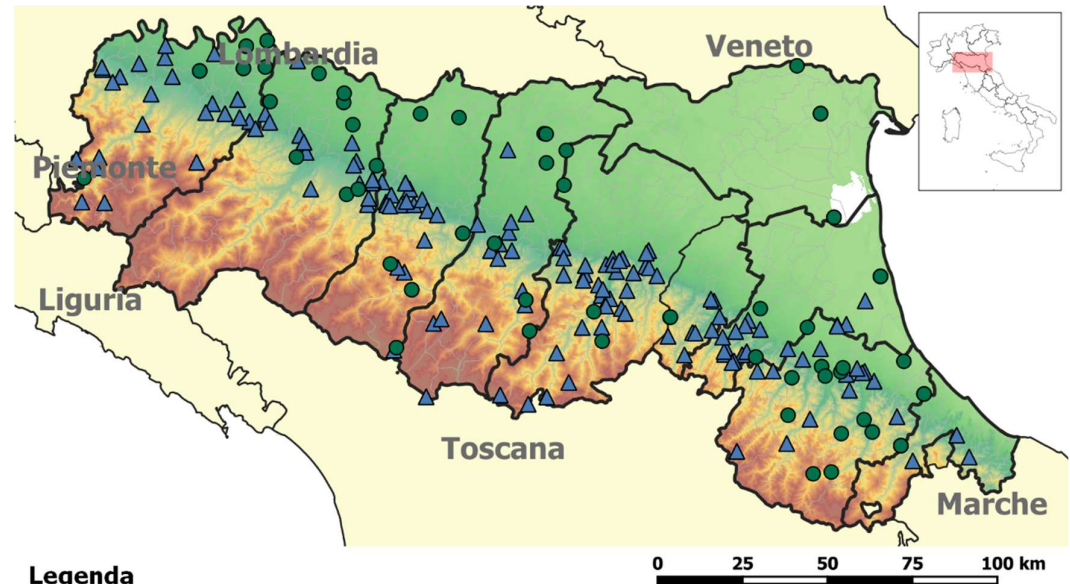 Lombardia
Veneto
Piemonte
Liguria
Toscana
Marche
Legenda
0 25 50 75 100 km